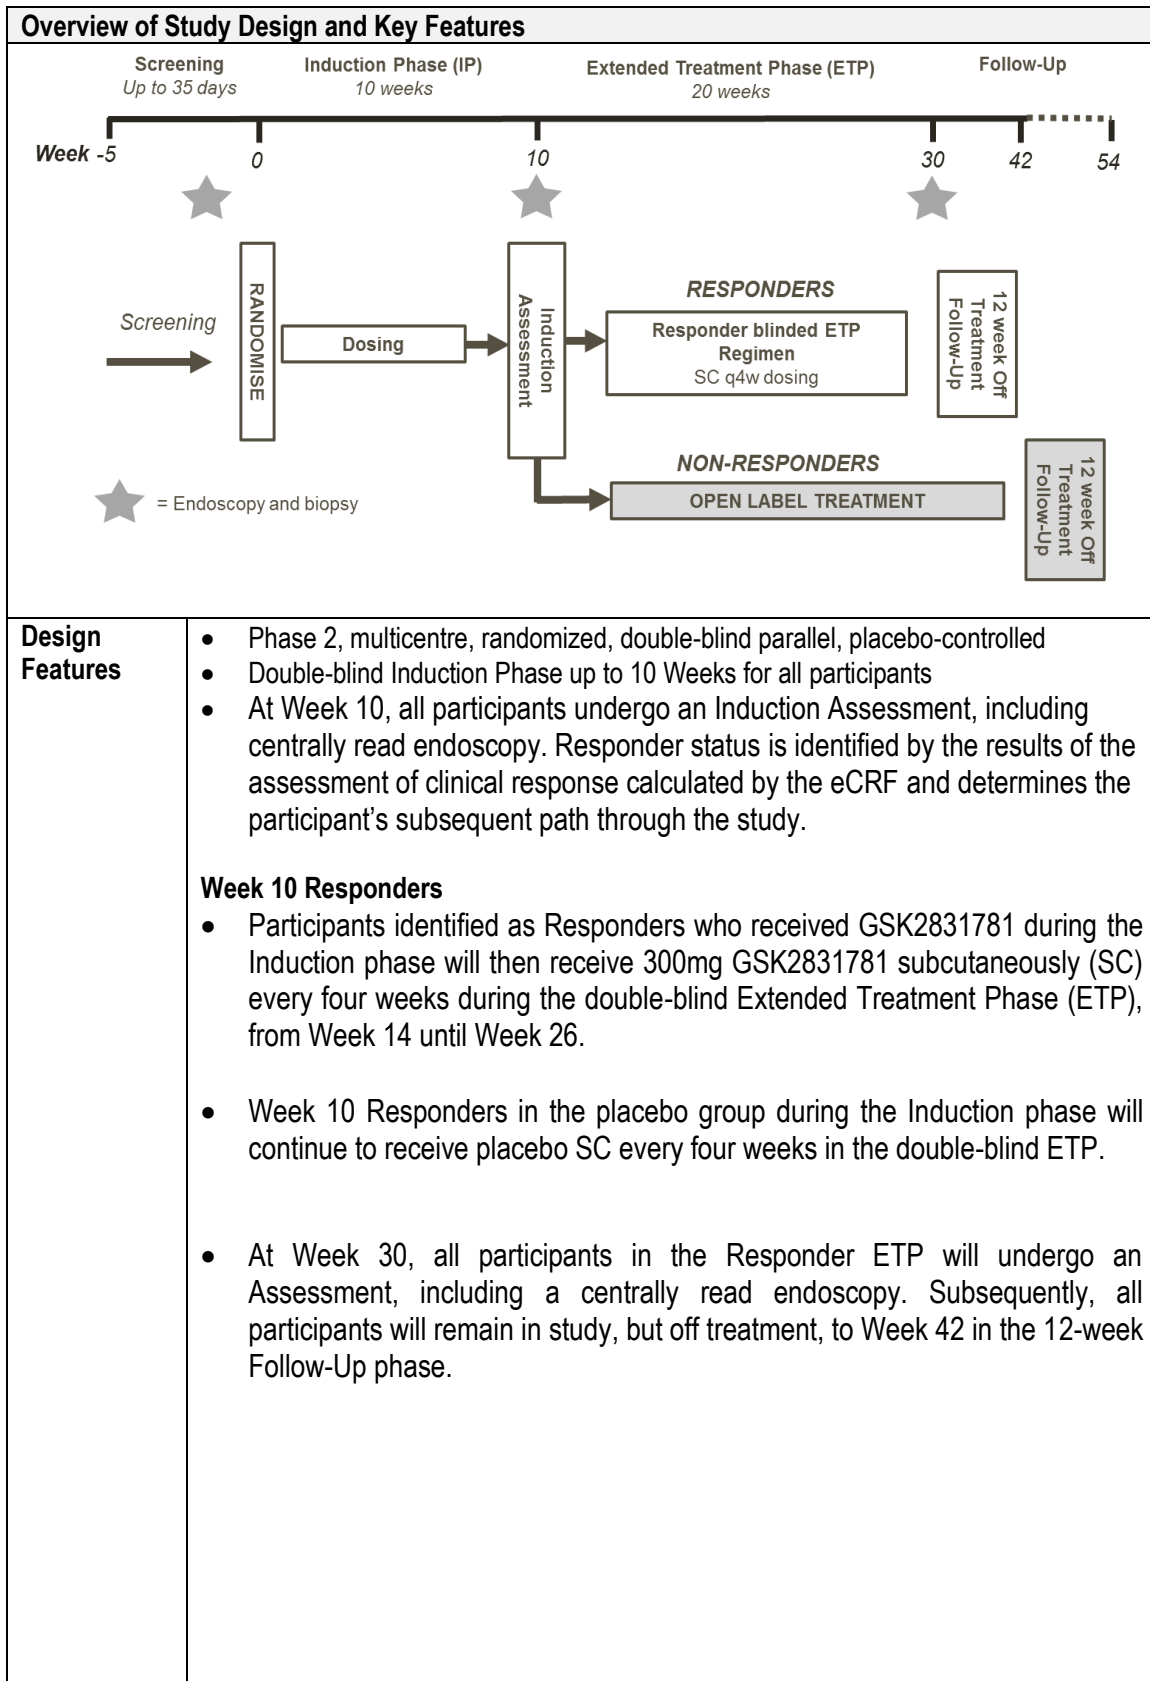 Overview of Study Design and Key Features
Screening
Up to 35 days
Induction Phase (IP)
10 weeks
Extended Treatment Phase (ETP)
20 weeks
Follow-Up
Week -5
0
10
30
42
54
Screening
RANDOMISE
Dosing
Induction
Assessment
RESPONDERS
Responder blinded ETP
Regimen
SC q4w dosing
12 week Off
Treatment
Follow-Up
NON-RESPONDERS
OPEN LABEL TREATMENT
12 week Off
Treatment
Follow-Up
= Endoscopy and biopsy
Design
Features
• Phase 2, multicentre, randomized, double-blind parallel, placebo-controlled
• Double-blind Induction Phase up to 10 Weeks for all participants
• At Week 10, all participants undergo an Induction Assessment, including
centrally read endoscopy. Responder status is identified by the results of the
assessment of clinical response calculated by the eCRF and determines the
participant's subsequent path through the study.
Week 10 Responders
• Participants identified as Responders who received GSK2831781 during the
Induction phase will then receive 300mg GSK2831781 subcutaneously (SC)
every four weeks during the double-blind Extended Treatment Phase (ETP),
from Week 14 until Week 26.
• Week 10 Responders in the placebo group during the Induction phase will
continue to receive placebo SC every four weeks in the double-blind ETP.
• At Week 30, all participants in the Responder ETP will undergo an
Assessment, including a centrally read endoscopy. Subsequently, all
participants will remain in study, but off treatment, to Week 42 in the 12-week
Follow-Up phase.